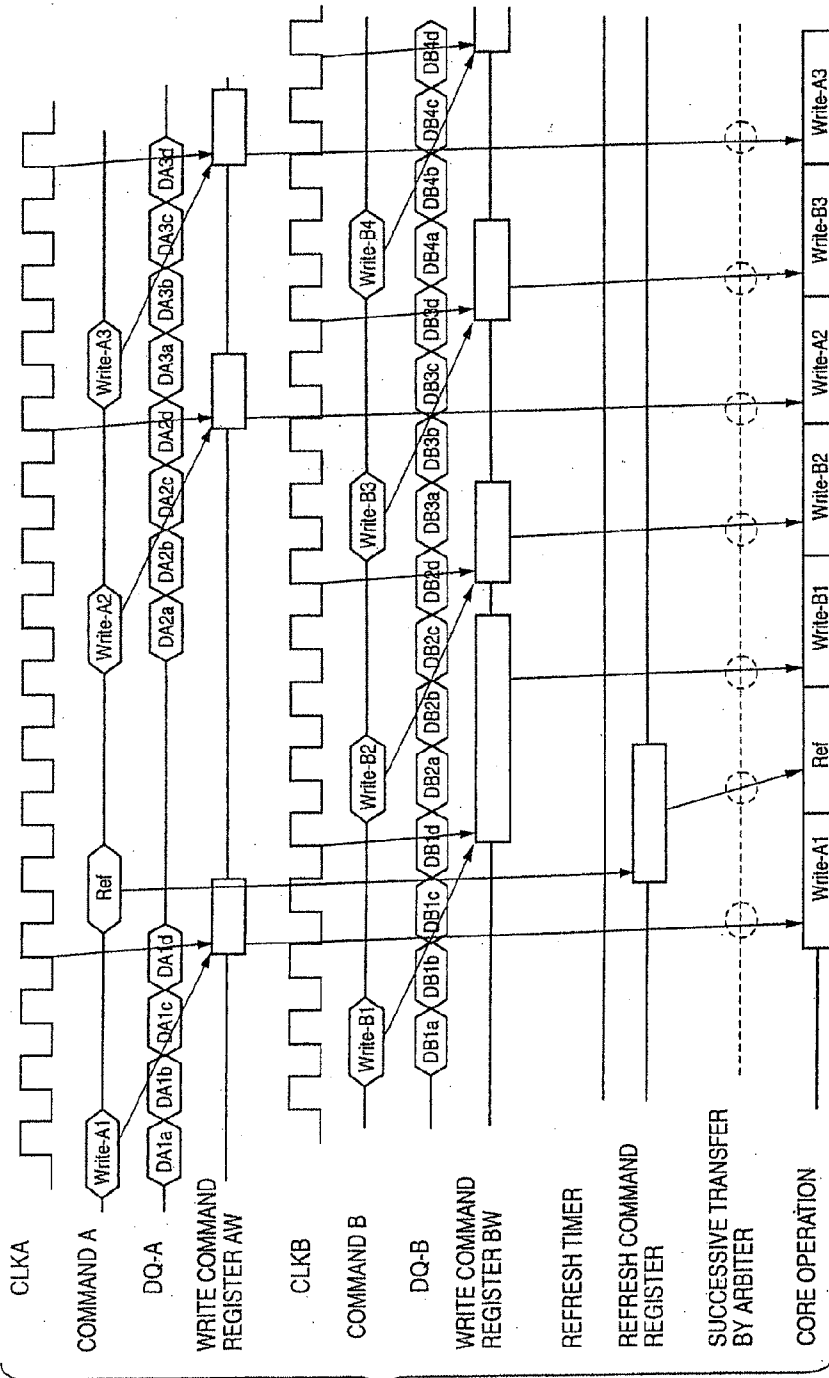 CLKA
COMMAND A
Write-A1
Ref
Write-A2
Write-A3
DQ-A
DA1a
DA1b
DA1c
DA1d
DA2a
DA2b
DA2c
DA2d
DA3a
DA3b
DA3c
DA3d
WRITE COMMAND
REGISTER AW
CLKB
COMMAND B
Write-B1
Write-B2
Write-B3
Write-B4
DQ-B
DB1a
DB1b
DB1c
DB1d
DB2a
DB2b
DB2c
DB2d
DB3a
DB3b
DB3c
DB3d
DB4a
DB4b
DB4c
DB4d
WRITE COMMAND
REGISTER BW
REFRESH TIMER
REFRESH COMMAND
REGISTER
SUCCESSIVE TRANSFER
BY ARBITER
CORE OPERATION
Write-A1
Ref
Write-B1
Write-B2
Write-A2
Write-B3
Write-A3